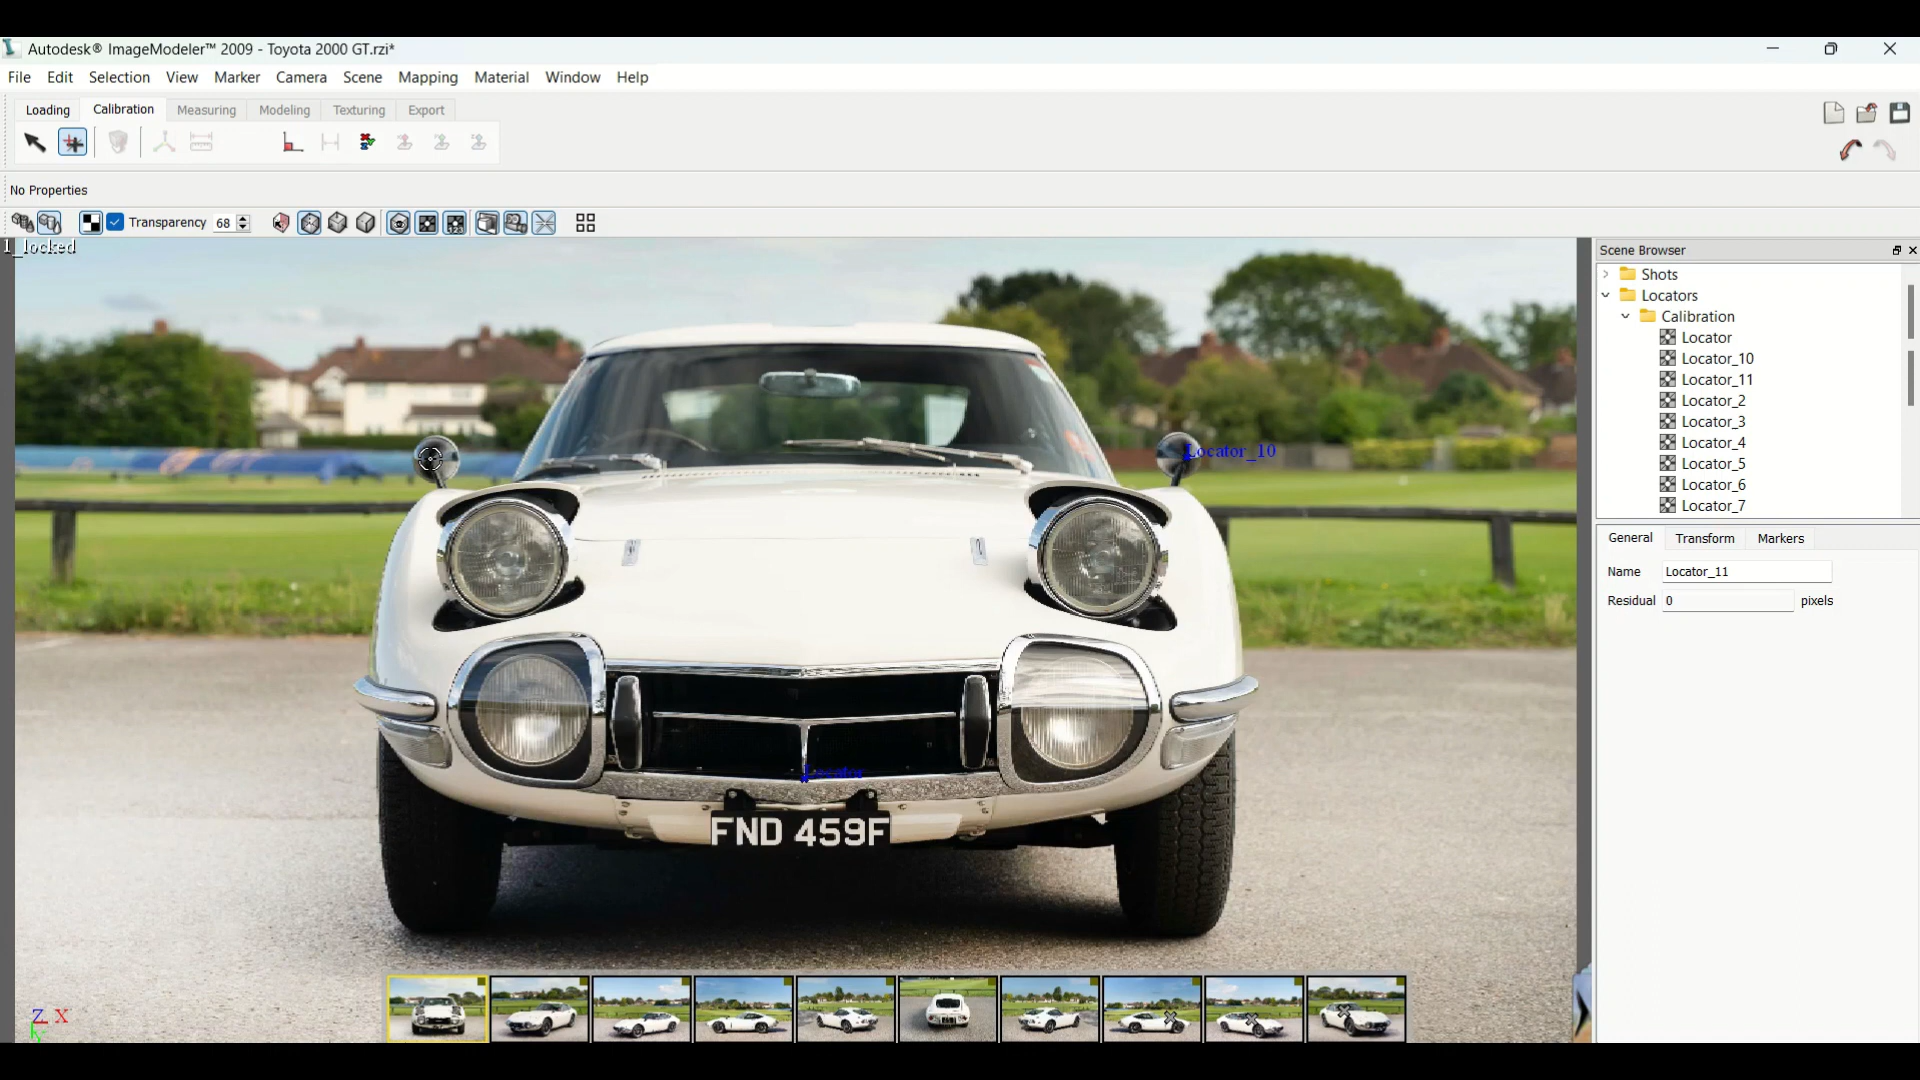 Autodesk® ImageModeler™ 2009 - Toyota 2000 GT.rzi*
File Edit Selection View Marker Camera Scene Mapping Material Window Help
Loading Calibration Measuring Modeling Texturing Export
No Properties
Transparency 68
1_locked
Scene Browser
Shots
Locators
Calibration
Locator
Locator_10
Locator_11
Locator_2
Locator_3
Locator_4
Locator_5
Locator_6
Locator_7
General Transform Markers
Name Locator_11
Residual 0 pixels
Locator_10
Locator
FND 459F
Z X
Y